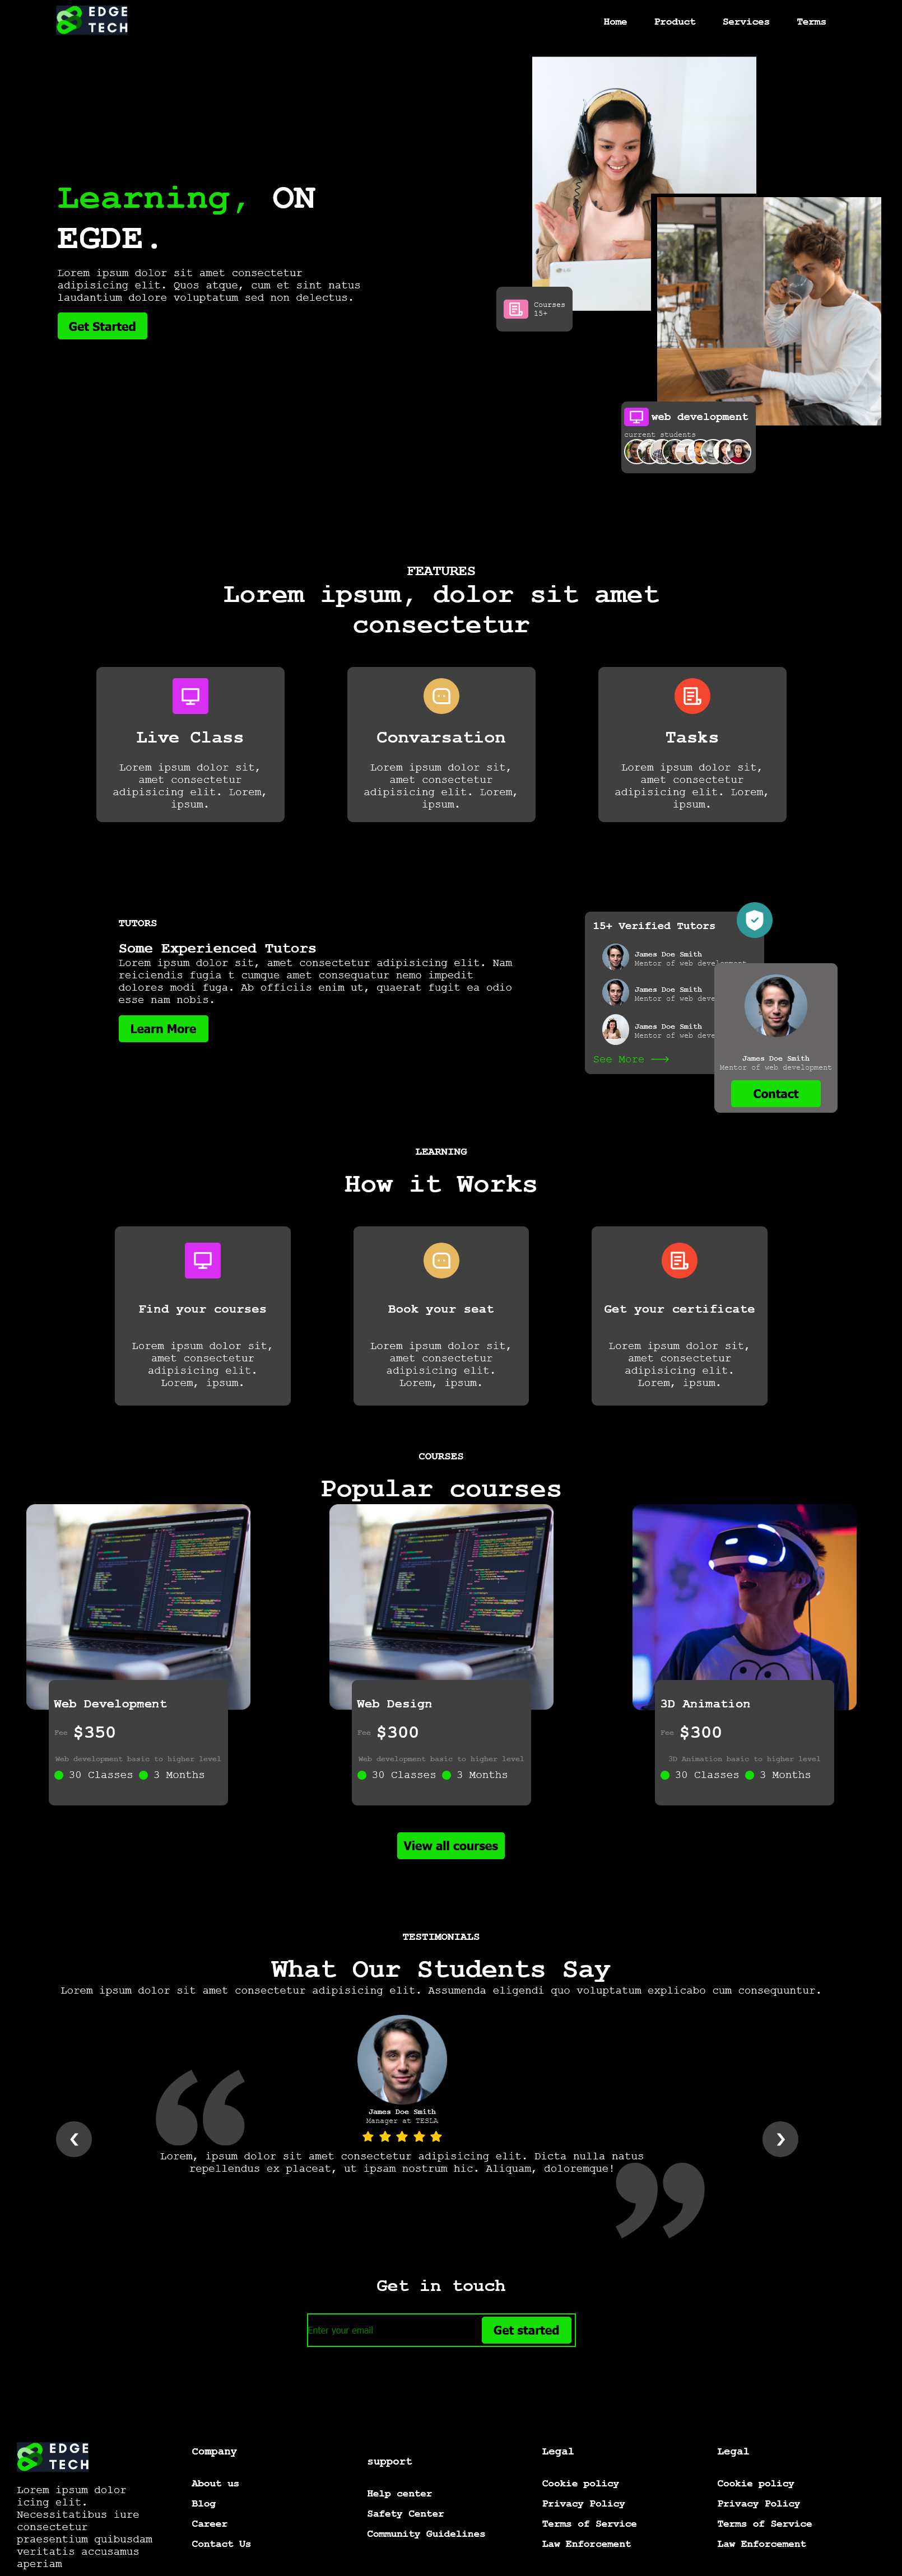 EDGE
TECH
Home Product Services Terms
Learning, ON
EGDE.
Lorem ipsum dolor sit amet consectetur
adipisicing elit. Quos atque, cum et sint natus
laudantium dolore voluptatum sed non delectus.
Get Started
Courses
15+
web development
current students
FEATURES
Lorem ipsum, dolor sit amet
consectetur
Live Class
Lorem ipsum dolor sit,
amet consectetur
adipisicing elit. Lorem,
ipsum.
Convarsation
Lorem ipsum dolor sit,
amet consectetur
adipisicing elit. Lorem,
ipsum.
Tasks
Lorem ipsum dolor sit,
amet consectetur
adipisicing elit. Lorem,
ipsum.
TUTORS
Some Experienced Tutors
Lorem ipsum dolor sit, amet consectetur adipisicing elit. Nam
reiciendis fugia t cumque amet consequatur nemo impedit
dolores modi fuga. Ab officiis enim ut, quaerat fugit ea odio
esse nam nobis.
Learn More
15+ Verified Tutors
James Doe Smith
Mentor of web development
James Doe Smith
Mentor of web deve
James Doe Smith
Mentor of web deve
See More
James Doe Smith
Mentor of web development
Contact
LEARNING
How it Works
Find your courses
Lorem ipsum dolor sit,
amet consectetur
adipisicing elit.
Lorem, ipsum.
Book your seat
Lorem ipsum dolor sit,
amet consectetur
adipisicing elit.
Lorem, ipsum.
Get your certificate
Lorem ipsum dolor sit,
amet consectetur
adipisicing elit.
Lorem, ipsum.
COURSES
Popular courses
Web Development
Fee $350
Web development basic to higher level
30 Classes 3 Months
Web Design
Fee $300
Web development basic to higher level
30 Classes 3 Months
3D Animation
Fee $300
3D Animation basic to higher level
30 Classes 3 Months
View all courses
TESTIMONIALS
What Our Students Say
Lorem ipsum dolor sit amet consectetur adipisicing elit. Assumenda eligendi quo voluptatum explicabo cum consequuntur.
“
James Doe Smith
Manager at TESLA
❮
❯
Lorem, ipsum dolor sit amet consectetur adipisicing elit. Dicta nulla natus
repellendus ex placeat, ut ipsam nostrum hic. Aliquam, doloremque!
”
Get in touch
Enter your email
Get started
EDGE
TECH
Lorem ipsum dolor
icing elit.
Necessitatibus iure
consectetur
praesentium quibusdam
veritatis accusamus
aperiam
Company
About us
Blog
Career
Contact Us
support
Help center
Safety Center
Community Guidelines
Legal
Cookie policy
Privacy Policy
Terms of Service
Law Enforcement
Legal
Cookie policy
Privacy Policy
Terms of Service
Law Enforcement